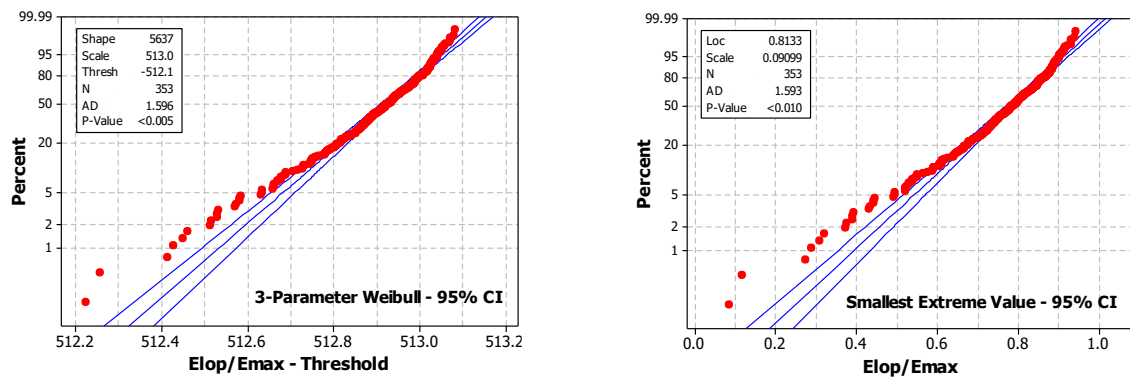 99.99
95
80
50
20
5
2
1
Percent
Shape 5637
Scale 513.0
Thresh -512.1
N 353
AD 1.596
P-Value <0.005
3-Parameter Weibull - 95% CI
512.2 512.4 512.6 512.8 513.0 513.2
Elop/Emax - Threshold
99.99
95
80
50
20
5
2
1
Percent
Loc 0.8133
Scale 0.09099
N 353
AD 1.593
P-Value <0.010
Smallest Extreme Value - 95% CI
0.0 0.2 0.4 0.6 0.8 1.0
Elop/Emax